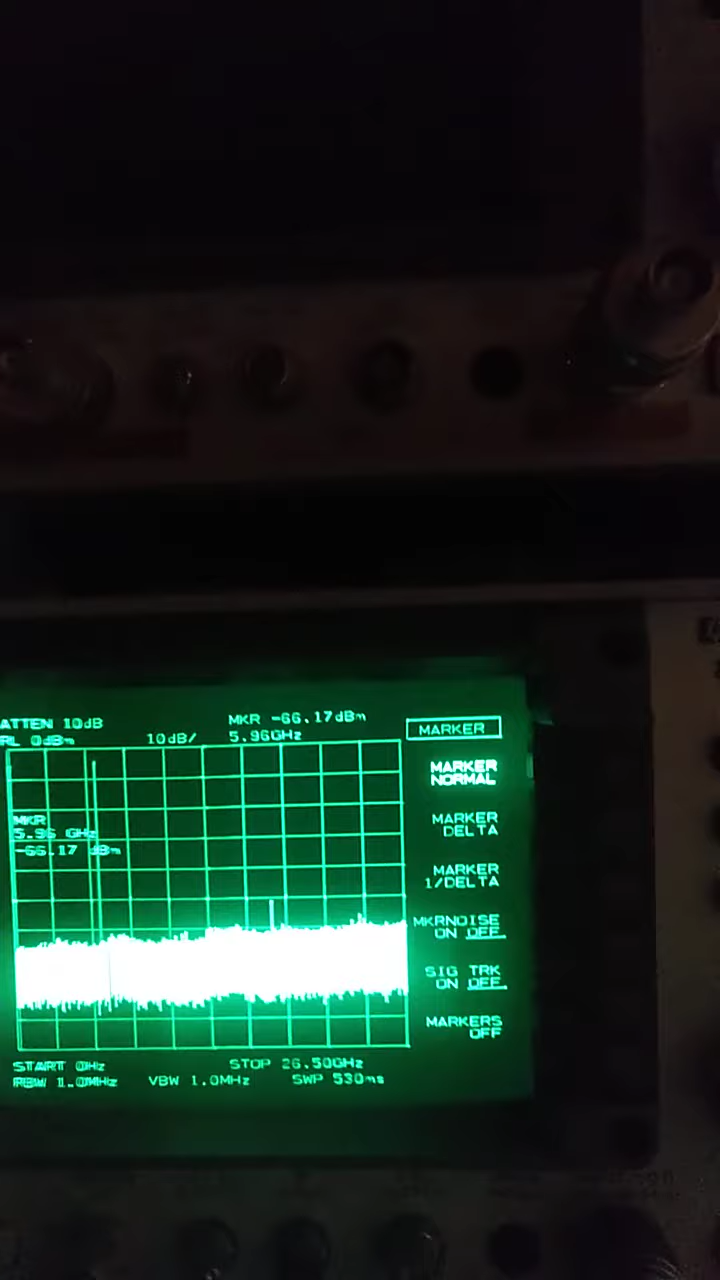 ATTEN 10dB
MKR -66.17dBm
RL 0dBm
10dB/
5.96GHz
MARKER
MARKER
NORMAL
MKR
5.96 GHz
-66.17 dBm
MARKER
DELTA
MARKER
1/DELTA
MKRNOISE
ON OFF
SIG TRK
ON OFF
MARKERS
OFF
START 0Hz
STOP 26.50GHz
RBW 1.0MHz
VBW 1.0MHz
SWP 530ms